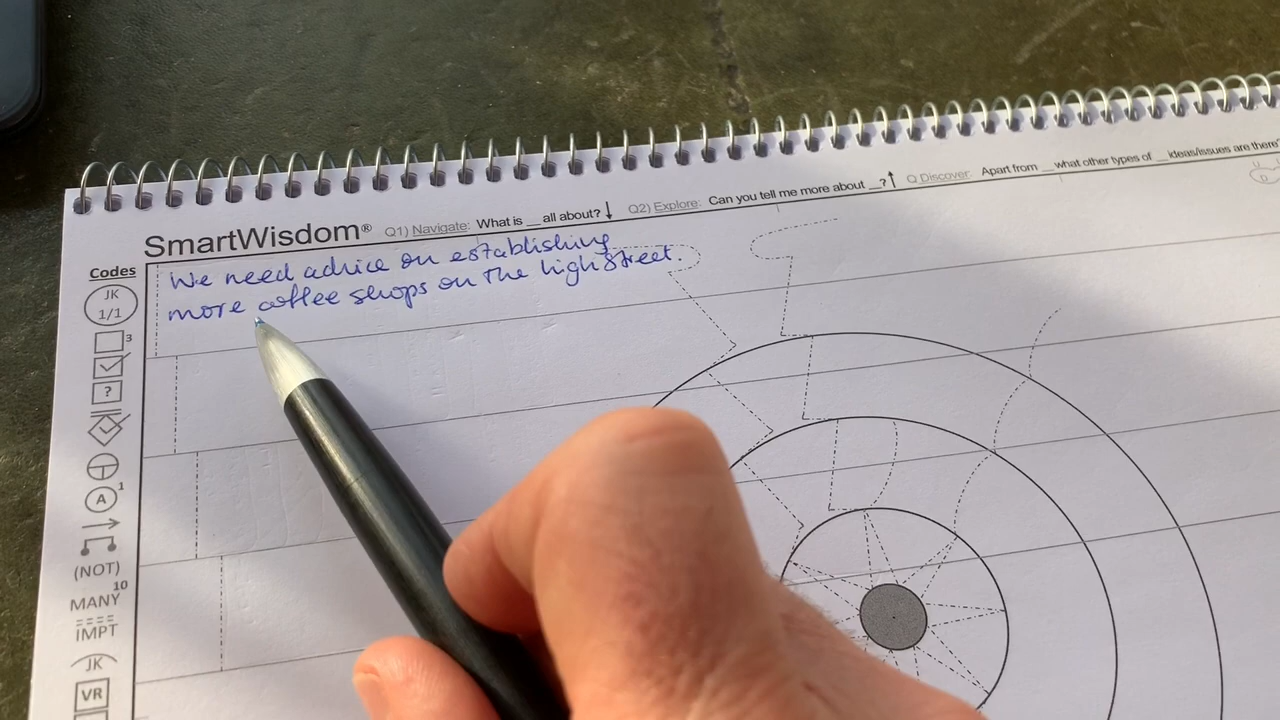 SmartWisdom® Q1) Navigate: What is __ all about?↓ Q2) Explore: Can you tell me more about __?↑ Q Discover: Apart from __ what other types of __ ideas/issues are there?
We need advice on establishing
more coffee shops on the high street.
Codes
JK
1/1
3
?
A 1
(NOT)
MANY 10
IMPT
JK
VR